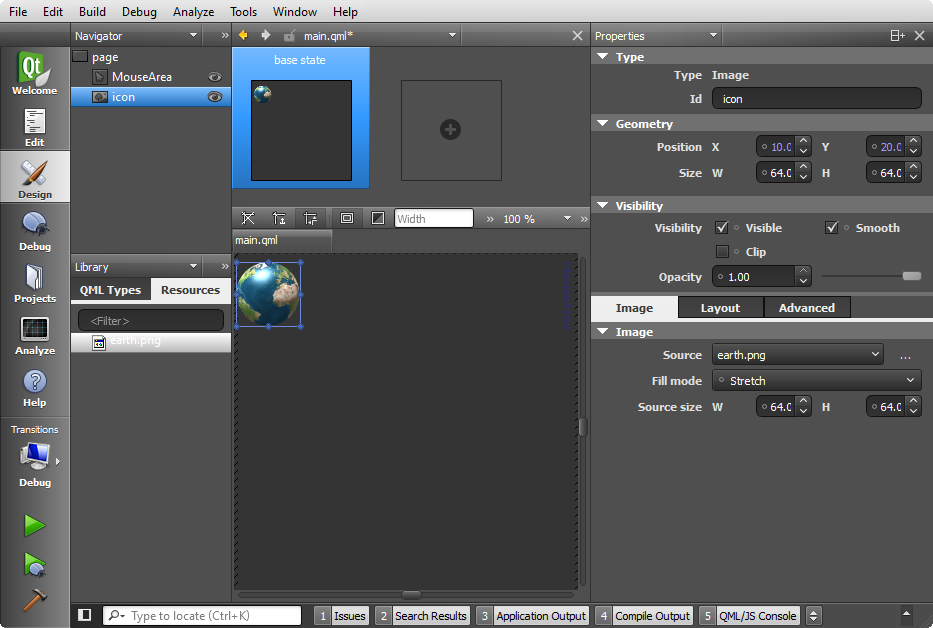 File Edit Build Debug Analyze Tools Window Help
Navigator » main.qml* Properties
Qt
Welcome
Edit
Design
Debug
Projects
Analyze
Help
Transitions
Debug
page
MouseArea
icon
base state
Width » 100 % »
main.qml
Library »
QML Types Resources
<Filter>
earth.png
Type
Type Image
Id icon
Geometry
Position X 10.0 Y 20.0
Size W 64.0 H 64.0
Visibility
Visibility Visible Smooth
Clip
Opacity 1.00
Image Layout Advanced
Image
Source earth.png ...
Fill mode Stretch
Source size W 64.0 H 64.0
Type to locate (Ctrl+K) 1 Issues 2 Search Results 3 Application Output 4 Compile Output 5 QML/JS Console